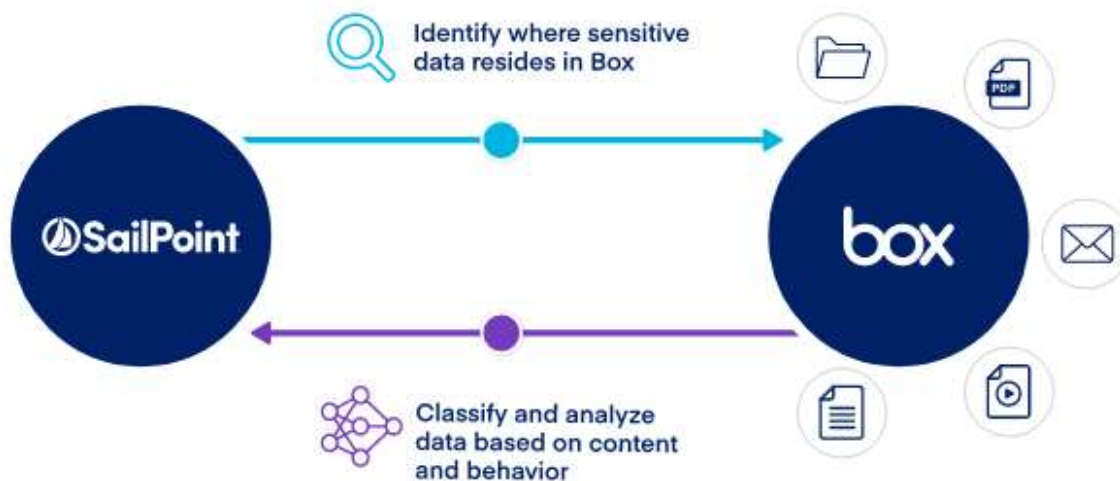 Identify where sensitive
data resides in Box
PDF
SailPoint
box
Classify and analyze
data based on content
and behavior